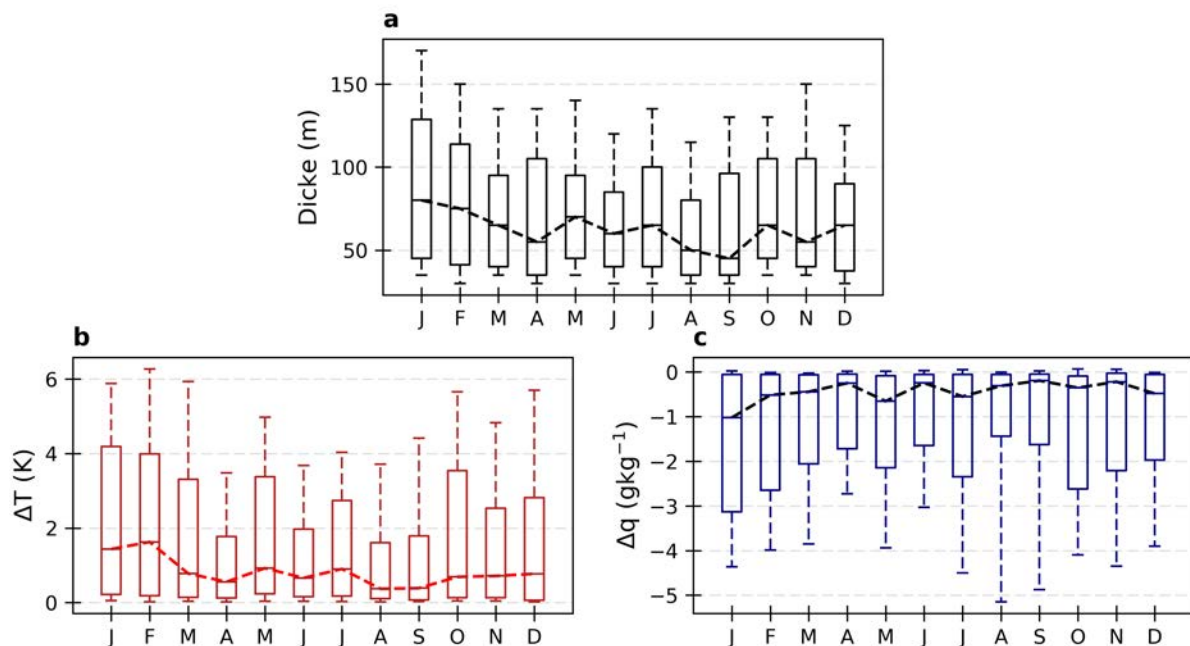 a
150
100
50
Dicke (m)
J F M A M J J A S O N D
b
6
4
2
0
ΔT (K)
J F M A M J J A S O N D
c
0
−1
−2
−3
−4
−5
Δq (gkg⁻¹)
J F M A M J J A S O N D